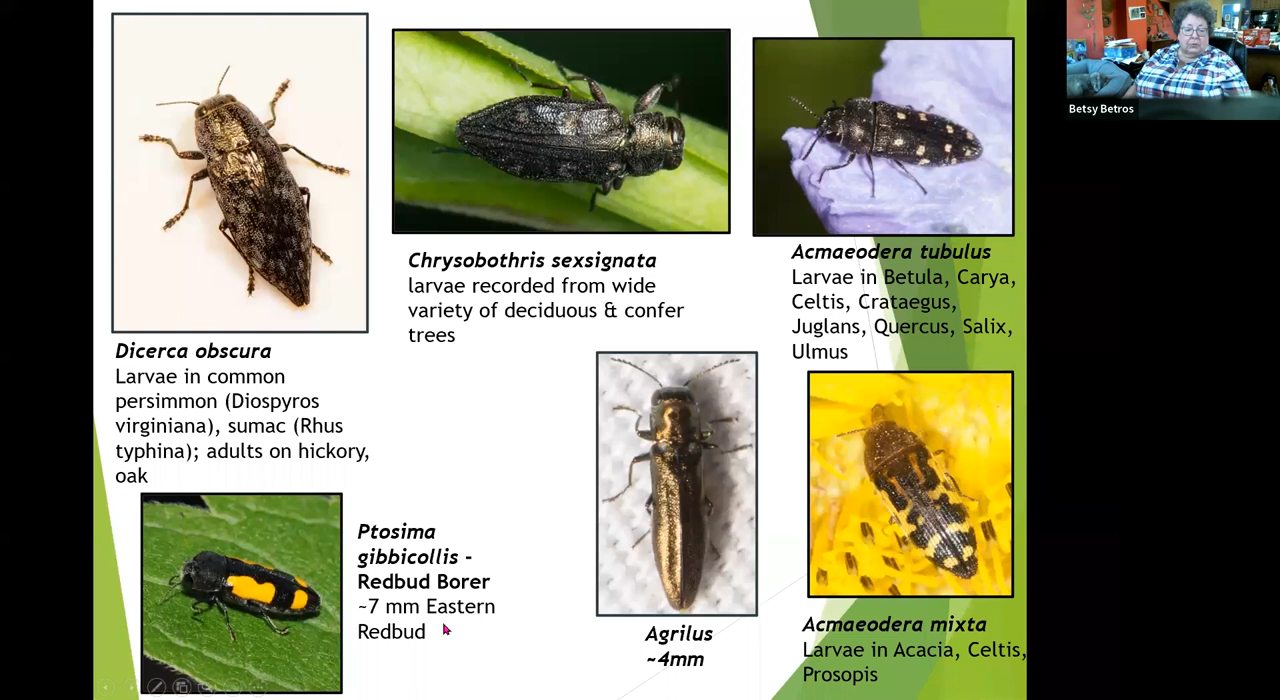 Betsy Betros
Dicerca obscura
Larvae in common
persimmon (Diospyros
virginiana), sumac (Rhus
typhina); adults on hickory,
oak
Chrysobothris sexsignata
larvae recorded from wide
variety of deciduous & confer
trees
Acmaeodera tubulus
Larvae in Betula, Carya,
Celtis, Crataegus,
Juglans, Quercus, Salix,
Ulmus
Ptosima
gibbicollis -
Redbud Borer
~7 mm Eastern
Redbud
Agrilus
~4mm
Acmaeodera mixta
Larvae in Acacia, Celtis,
Prosopis